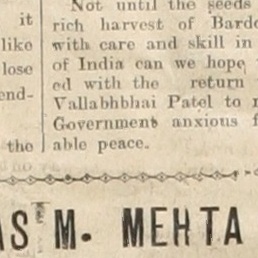 it
like
lose
end-
the
Not until the seeds
rich harvest of Bardo
with care and skill in
of India can we hope
ed with the return
Vallabhbhai Patel to
Government anxious f
able peace.
AS M. MEHTA